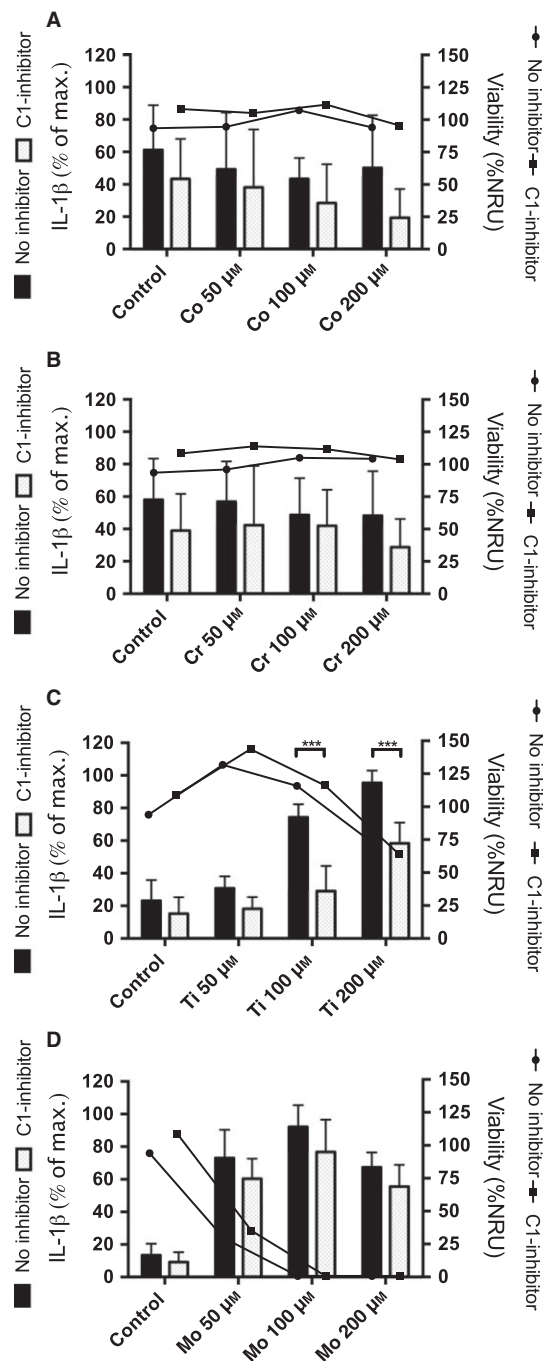 A
No inhibitor C1-inhibitor
IL-1β (% of max.)
120
100
80
60
40
20
0
150
125
100
75
50
25
0
Viability (%NRU)
No inhibitor C1-inhibitor
Control
Co 50 μM
Co 100 μM
Co 200 μM
B
No inhibitor C1-inhibitor
IL-1β (% of max.)
120
100
80
60
40
20
0
150
125
100
75
50
25
0
Viability (%NRU)
No inhibitor C1-inhibitor
Control
Cr 50 μM
Cr 100 μM
Cr 200 μM
C
No inhibitor C1-inhibitor
IL-1β (% of max.)
120
100
80
60
40
20
0
*** ***
150
125
100
75
50
25
0
Viability (%NRU)
No inhibitor C1-inhibitor
Control
Ti 50 μM
Ti 100 μM
Ti 200 μM
D
No inhibitor C1-inhibitor
IL-1β (% of max.)
120
100
80
60
40
20
0
150
125
100
75
50
25
0
Viability (%NRU)
No inhibitor C1-inhibitor
Control
Mo 50 μM
Mo 100 μM
Mo 200 μM